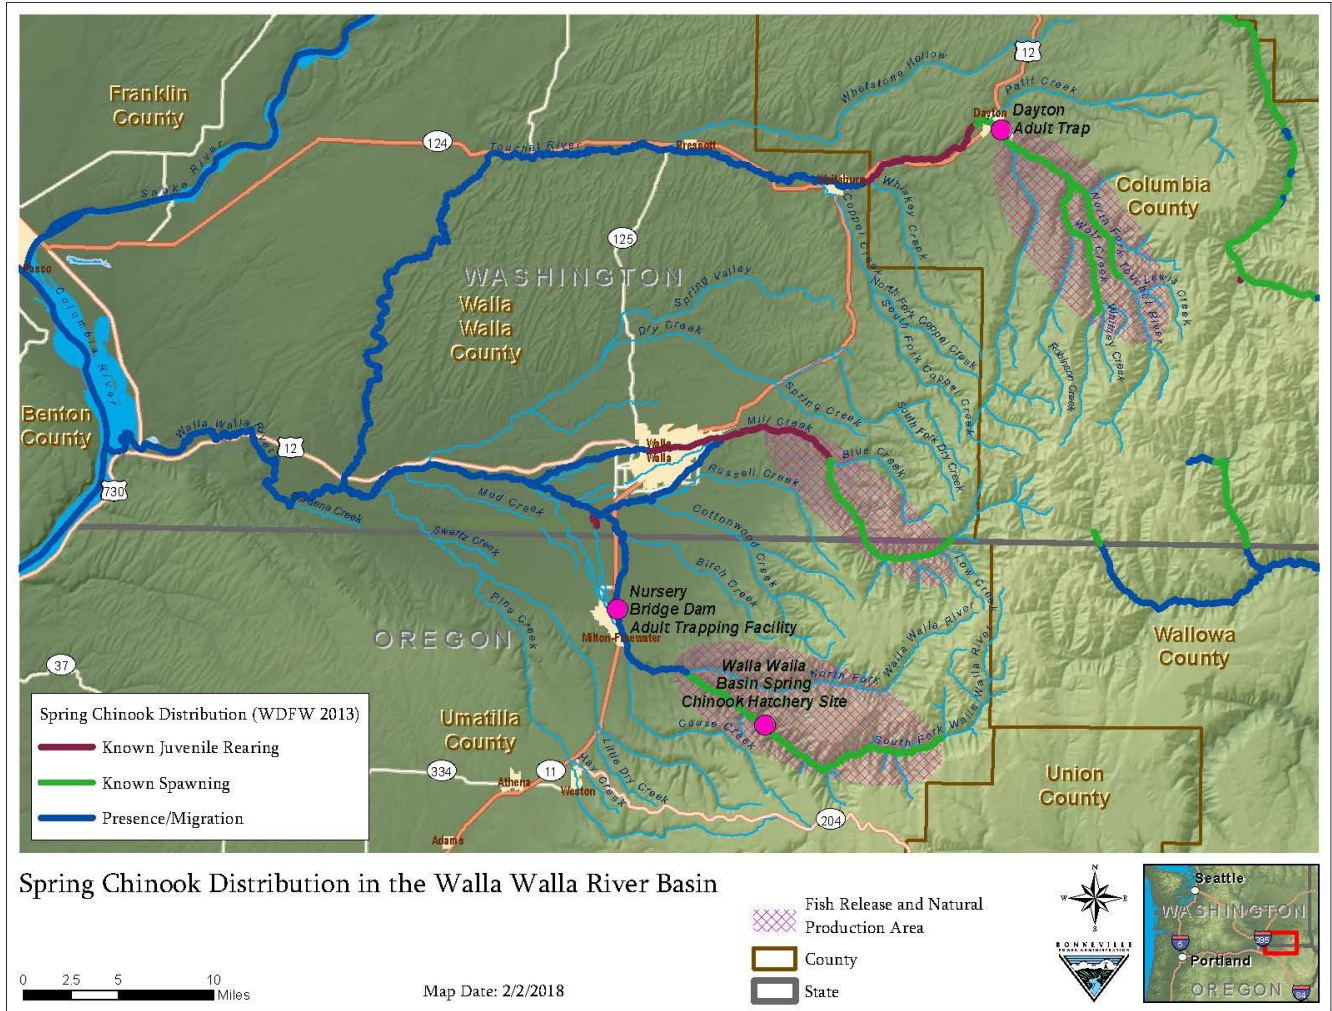 12
Whetstone Hollow
Patit Creek
Franklin
County
Dayton
Dayton
Adult Trap
124
Touchet River
Prescott
Snake River
Waitsburg
Whiskey Creek
Columbia
County
North Fork Touchet River
Wolf Creek
Coppei Creek
125
WASHINGTON
Spring Valley
Pasco
Columbia River
Walla
Walla
County
Lewis Creek
North Fork Coppei Creek
South Fork Coppei Creek
Dry Creek
Robinson Creek
Whitney Creek
Benton
County
Walla Walla River
12
Spring Creek
Mill Creek
South Fork Dry Creek
Walla
Walla
Blue Creek
Russell Creek
730
Gardena Creek
Mud Creek
Cottonwood Creek
Swartz Creek
Birch Creek
Low Creek
Nursery
Bridge Dam
Adult Trapping Facility
Pine Creek
OREGON
Milton-Freewater
Wallowa
County
37
Walla Walla
Basin Spring
Chinook Hatchery Site
North Fork Walla Walla River
South Fork Walla Walla River
Couse Creek
Spring Chinook Distribution (WDFW 2013)
Known Juvenile Rearing
Known Spawning
Presence/Migration
Umatilla
County
Little Dry Creek
Hay Creek
334
11
Athena
Weston
Union
County
204
Adams
Spring Chinook Distribution in the Walla Walla River Basin
Fish Release and Natural
Production Area
County
State
N
W
E
S
BONNEVILLE
POWER ADMINISTRATION
Seattle
WASHINGTON
5
395
Portland
OREGON
84
0
2.5
5
10
Miles
Map Date: 2/2/2018